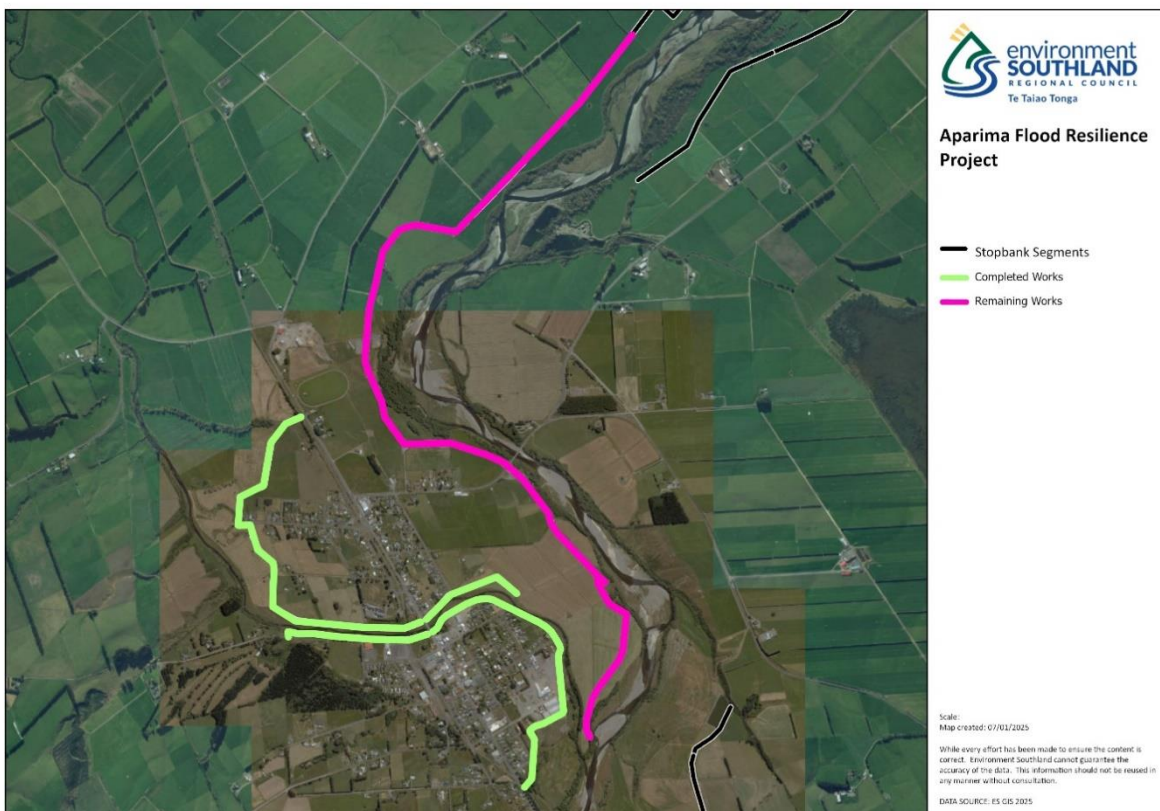 environment
SOUTHLAND
REGIONAL COUNCIL
Te Taiao Tonga
Aparima Flood Resilience
Project
Stopbank Segments
Completed Works
Remaining Works
Scale:
Map created: 07/01/2025
While every effort has been made to ensure the content is
correct. Environment Southland cannot guarantee the
accuracy of the data. This information should not be reused in
any manner without consultation.
DATA SOURCE: ES GIS 2025